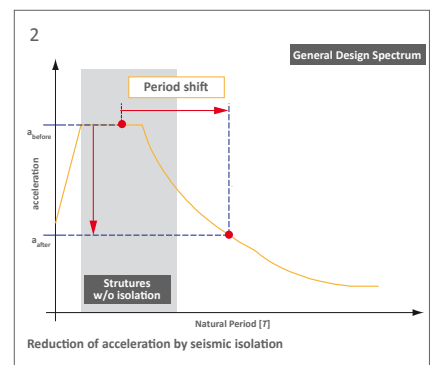 2
General Design Spectrum
Period shift
a before
acceleration
a after
Strutures
w/o isolation
Natural Period [T]
Reduction of acceleration by seismic isolation